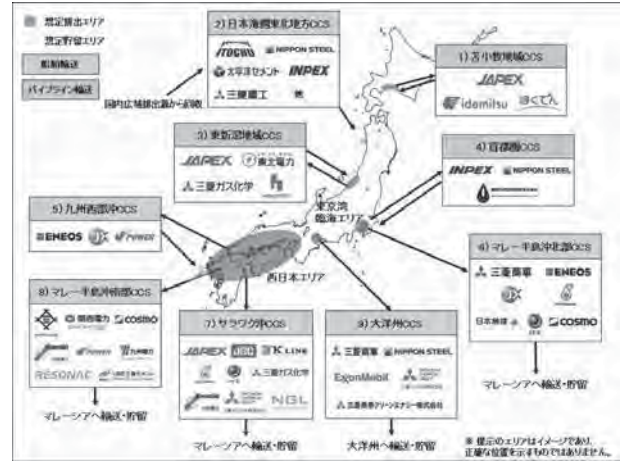 想定排出エリア
想定貯留エリア
船舶輸送
パイプライン輸送
2) 日本海側東北地方CCS
ITOCHU NIPPON STEEL
太平洋セメント INPEX
三菱重工
国内広域排出源から回収
1) 苫小牧地域CCS
JAPEX
idemitsu ほくでん
3) 東新潟地域CCS
JAPEX 東北電力
三菱ガス化学
4) 首都圏CCS
INPEX NIPPON STEEL
東京湾
臨海エリア
5) 九州西部沖CCS
ENEOS JX POWER
西日本エリア
6) マレー半島沖北部CCS
三菱商事 ENEOS
JX
日本触媒 JFE COSMO
マレーシアへ輸送・貯留
8) マレー半島沖南部CCS
関西電力 COSMO
POWER 九州電力
RESONAC
マレーシアへ輸送・貯留
7) サラワク沖CCS
JAPEX JGC K LINE
JFE 三菱ガス化学
NGL
マレーシアへ輸送・貯留
9) 大洋州CCS
三菱商事 NIPPON STEEL
ExxonMobil
三菱商事クリーンエナジー株式会社
大洋州へ輸送・貯留
※ 提示のエリアはイメージであり、
正確な位置を示すものではありません。